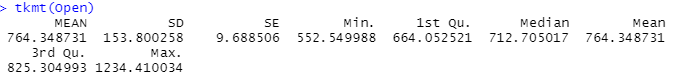 > tkmt(Open)
MEAN SD SE Min. 1st Qu. Median Mean
764.348731 153.800258 9.688506 552.549988 664.052521 712.705017 764.348731
3rd Qu. Max.
825.304993 1234.410034